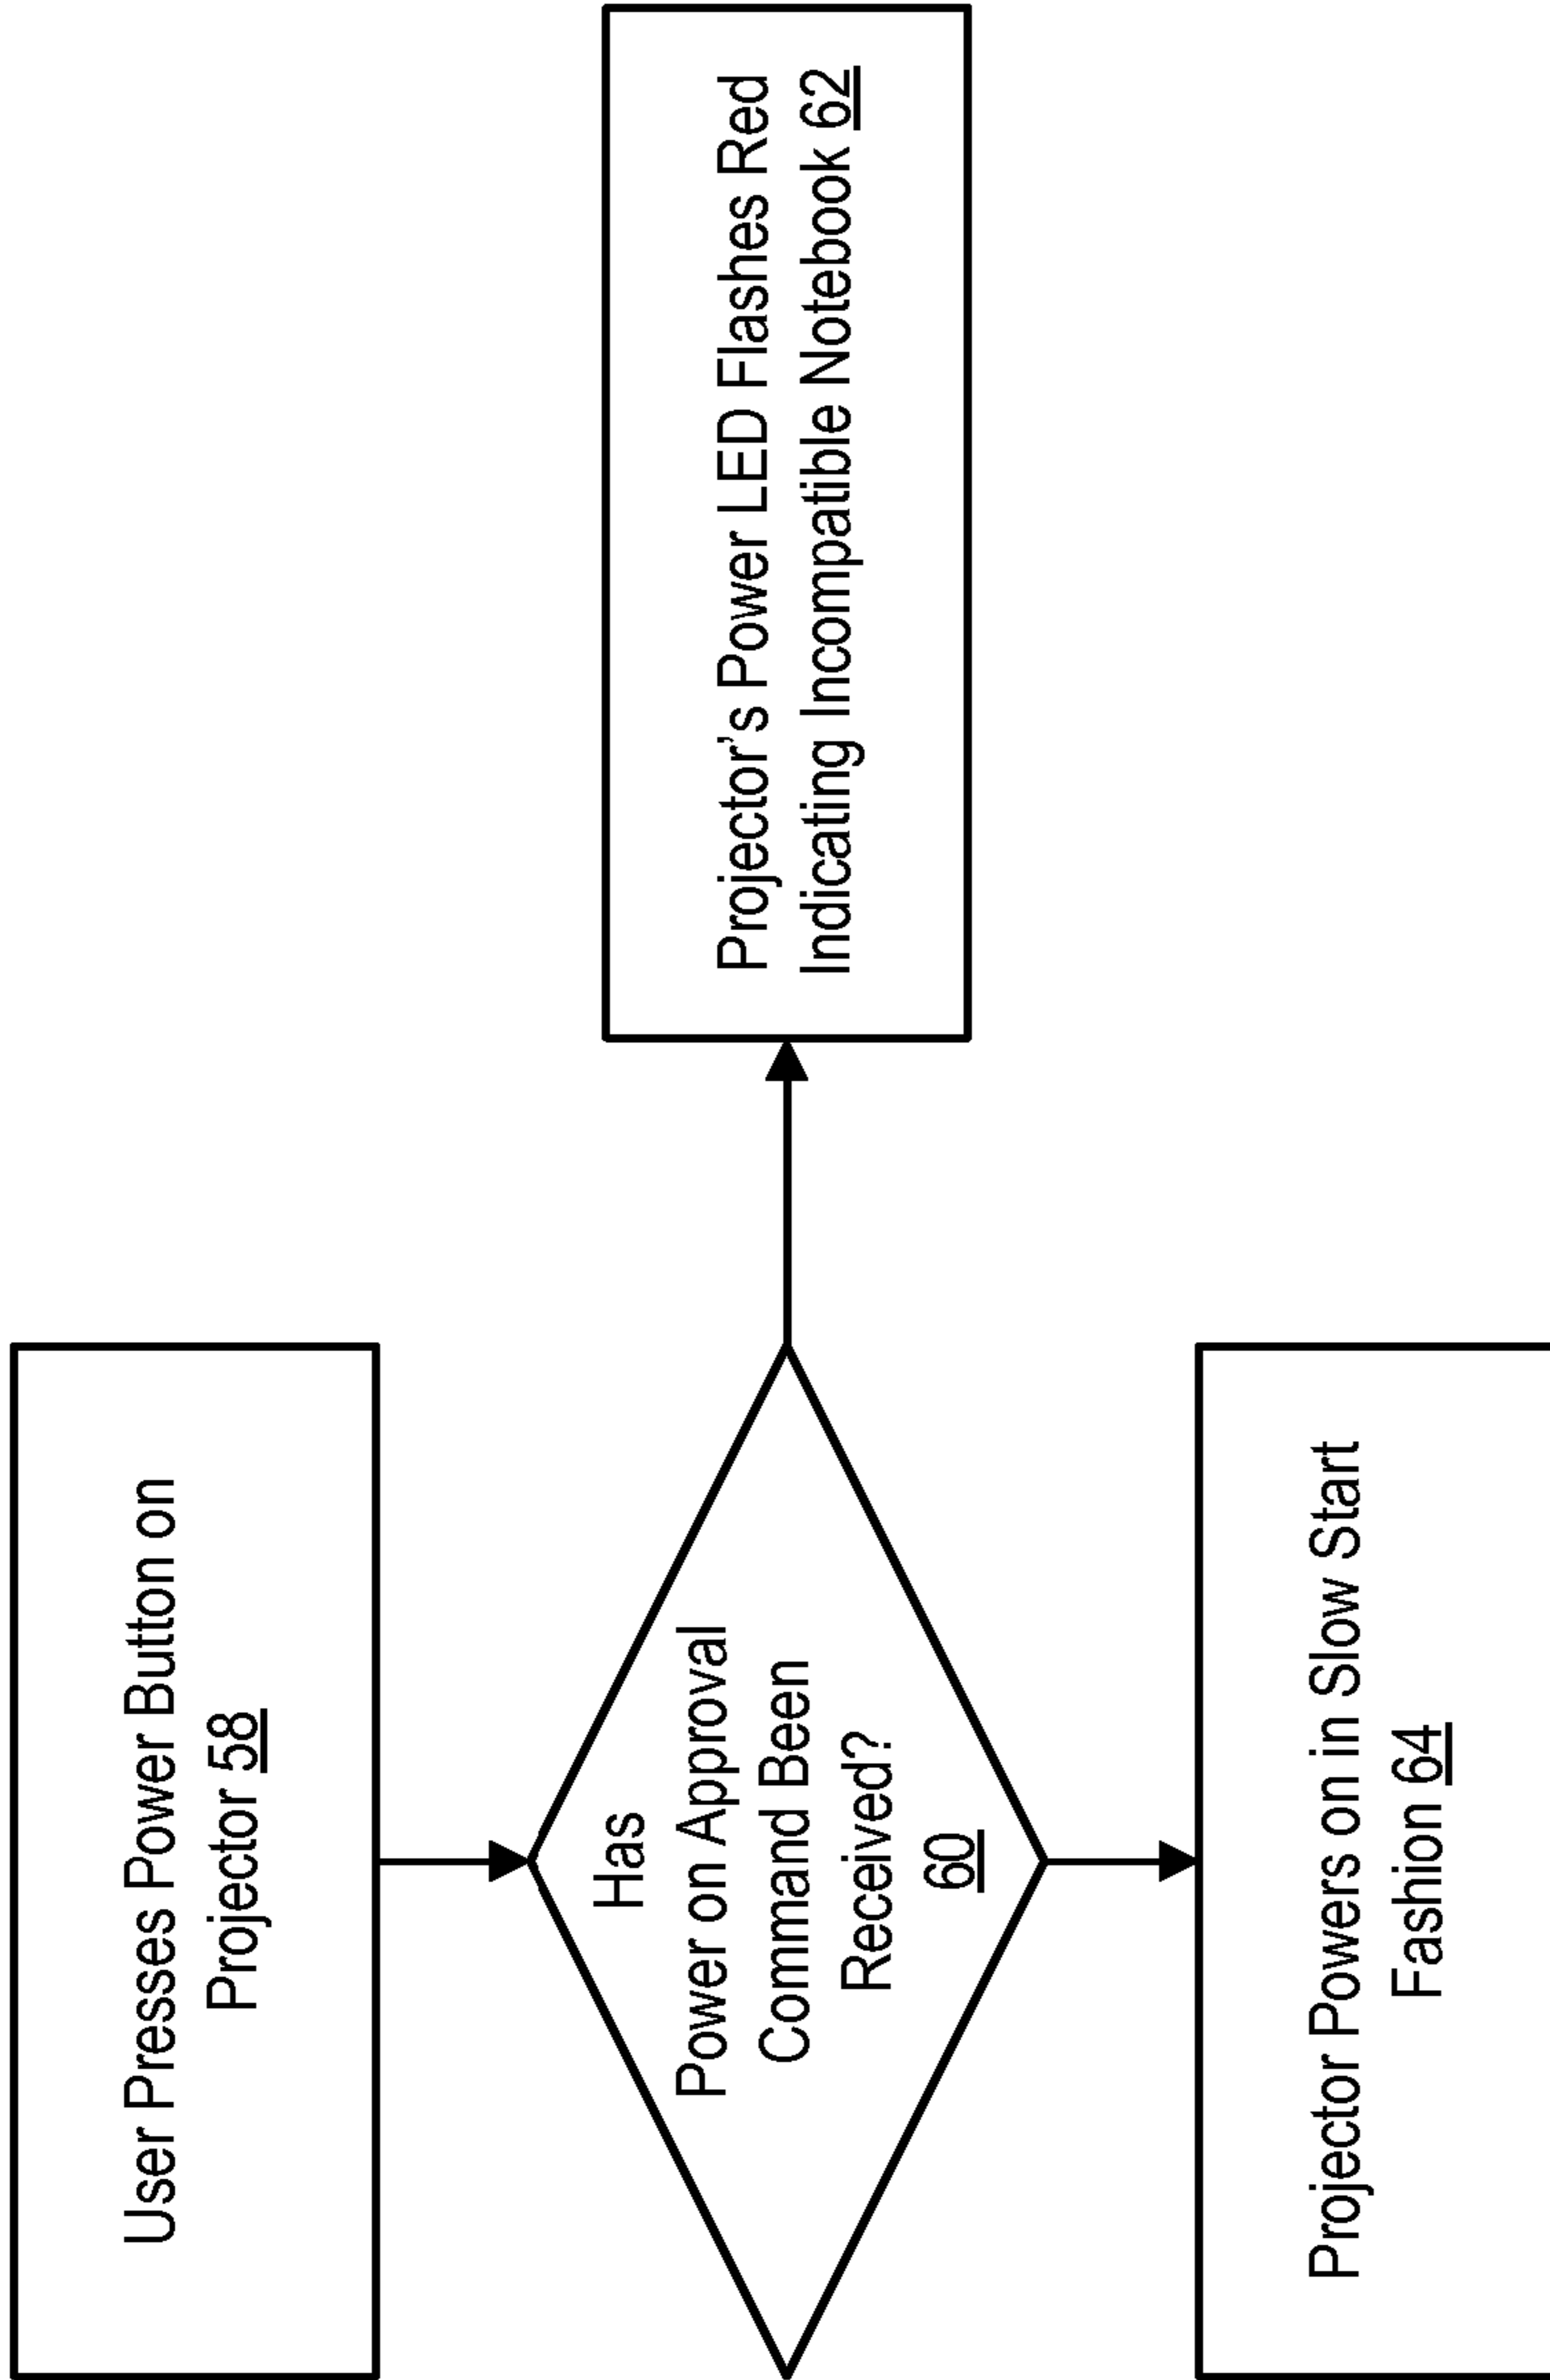 User Presses Power Button on
Projector 58
Has
Power on Approval
Command Been
Received?
60
Projector's Power LED Flashes Red
Indicating Incompatible Notebook 62
Projector Powers on in Slow Start
Fashion 64